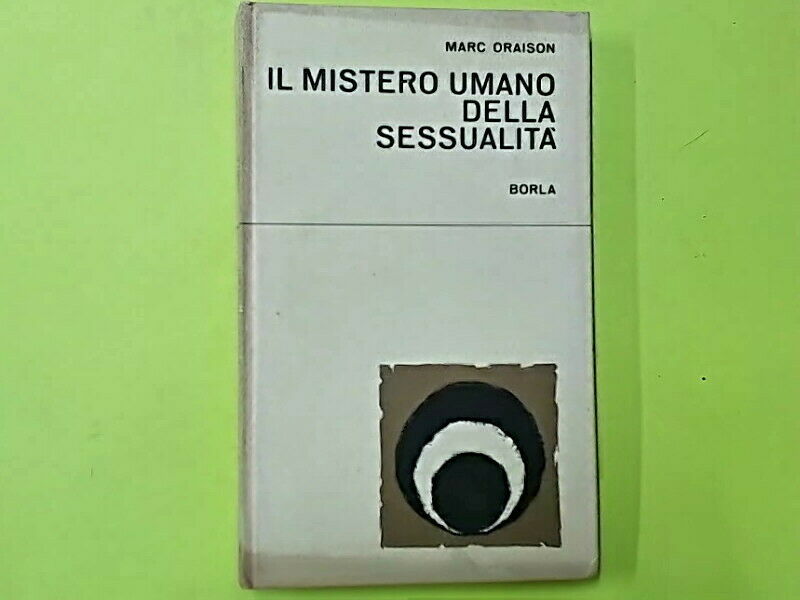 MARC ORAISON
IL MISTERO UMANO
DELLA
SESSUALITÀ
BORLA